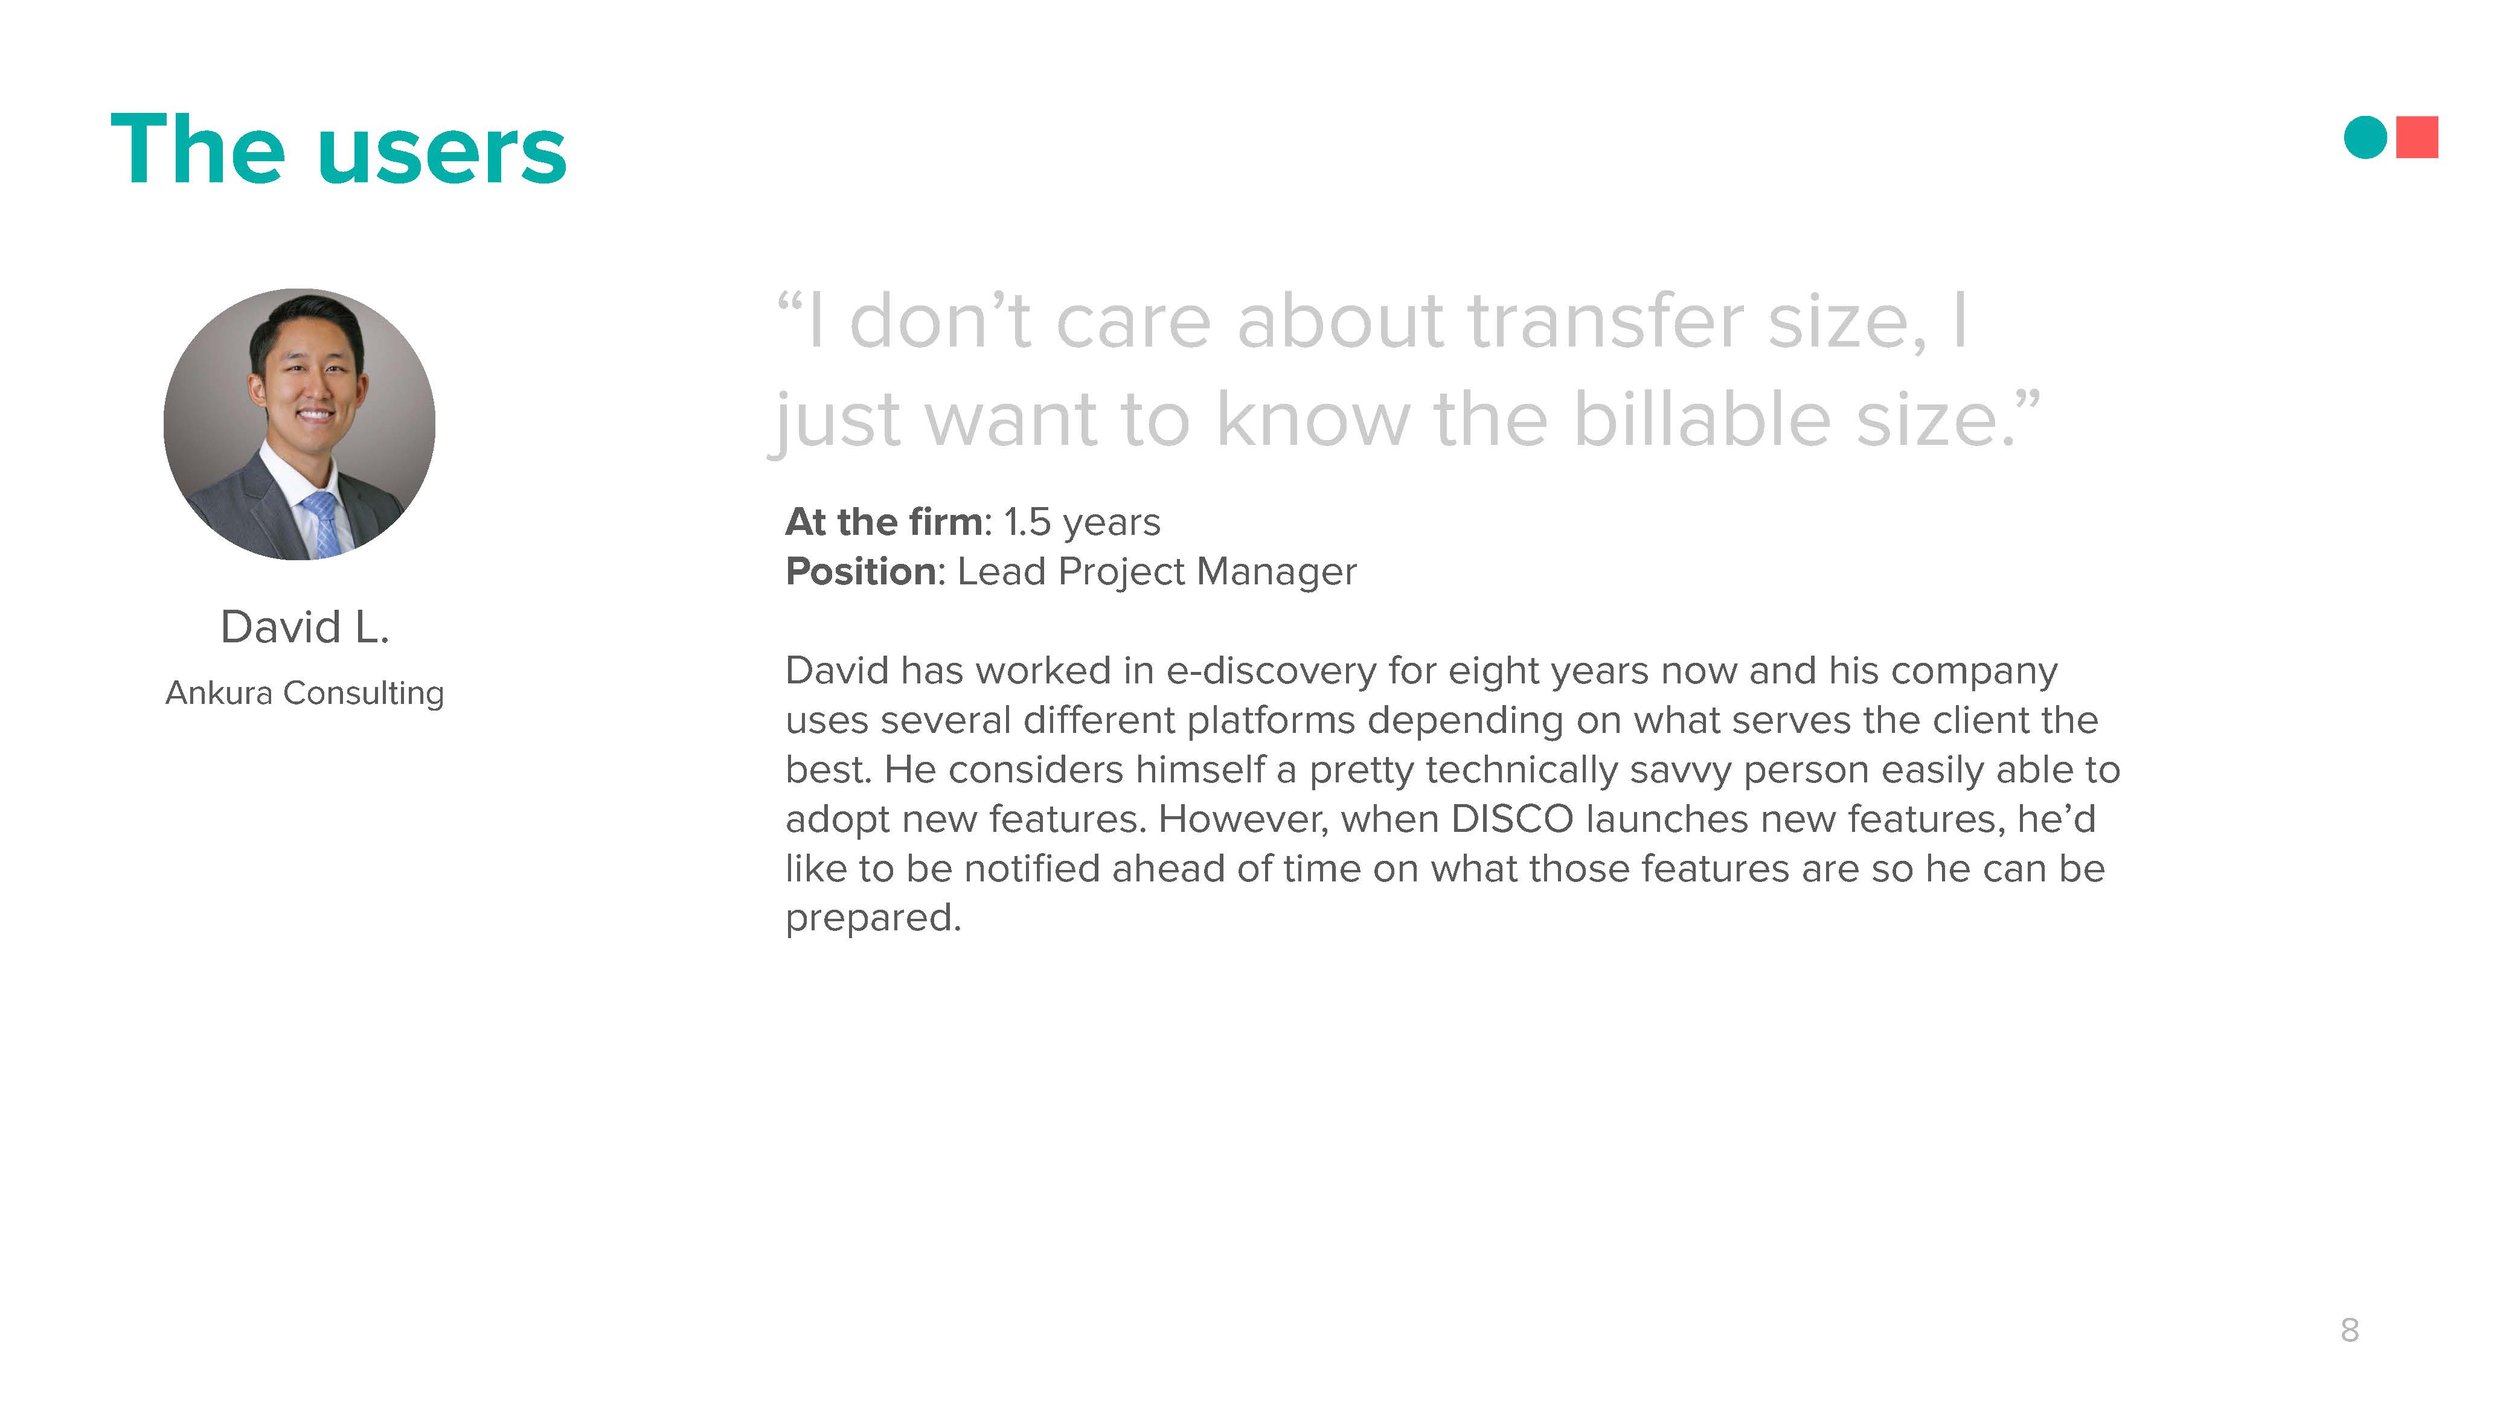 The users
“I don’t care about transfer size, I
just want to know the billable size.”
At the firm: 1.5 years
Position: Lead Project Manager
David L.
Ankura Consulting
David has worked in e-discovery for eight years now and his company
uses several different platforms depending on what serves the client the
best. He considers himself a pretty technically savvy person easily able to
adopt new features. However, when DISCO launches new features, he’d
like to be notified ahead of time on what those features are so he can be
prepared.
8